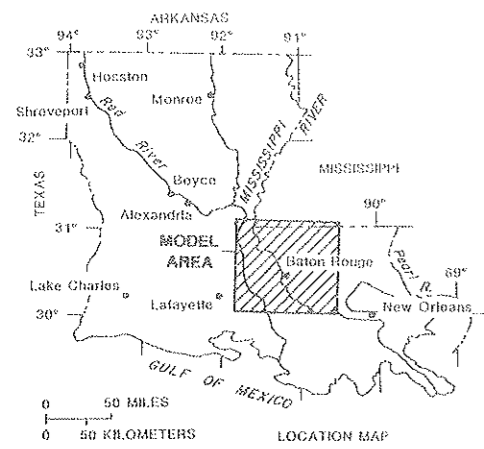 ARKANSAS
94° 93° 92° 91°
33°
Hosston
Monroe
Shreveport
Red River
32°
MISSISSIPPI RIVER
MISSISSIPPI
TEXAS
Boyce
Alexandria
90°
31°
MODEL AREA
Pearl R.
Baton Rouge
89°
Lake Charles
Lafayette
New Orleans
30°
GULF OF MEXICO
0 50 MILES
0 50 KILOMETERS
LOCATION MAP